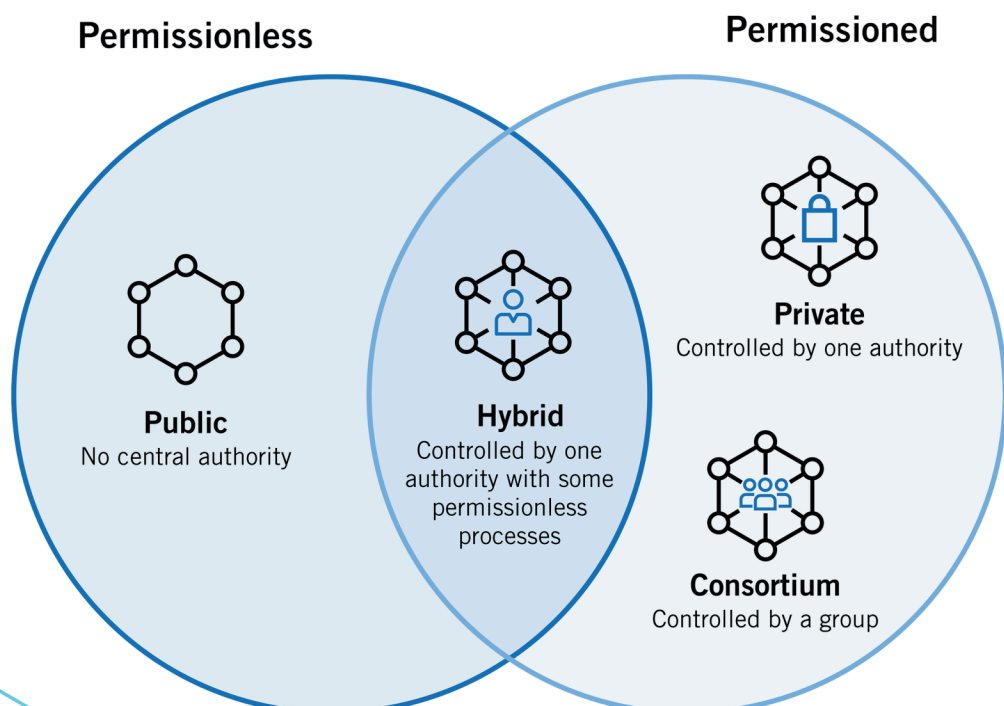 Permissionless
Permissioned
Public
No central authority
Hybrid
Controlled by one
authority with some
permissionless
processes
Private
Controlled by one authority
Consortium
Controlled by a group